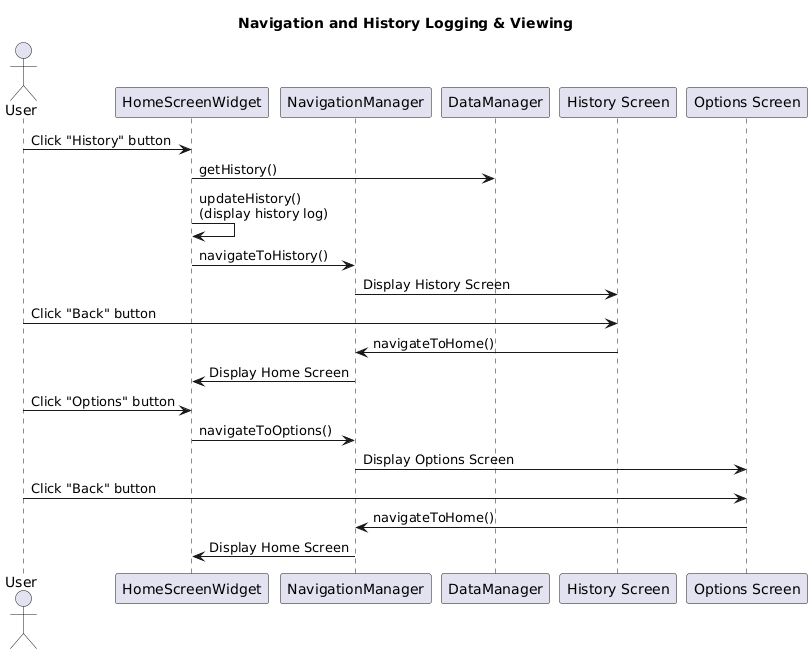 Navigation and History Logging & Viewing
User
HomeScreenWidget
NavigationManager
DataManager
History Screen
Options Screen
Click "History" button
getHistory()
updateHistory()
(display history log)
navigateToHistory()
Display History Screen
Click "Back" button
navigateToHome()
Display Home Screen
Click "Options" button
navigateToOptions()
Display Options Screen
Click "Back" button
navigateToHome()
Display Home Screen
User
HomeScreenWidget
NavigationManager
DataManager
History Screen
Options Screen